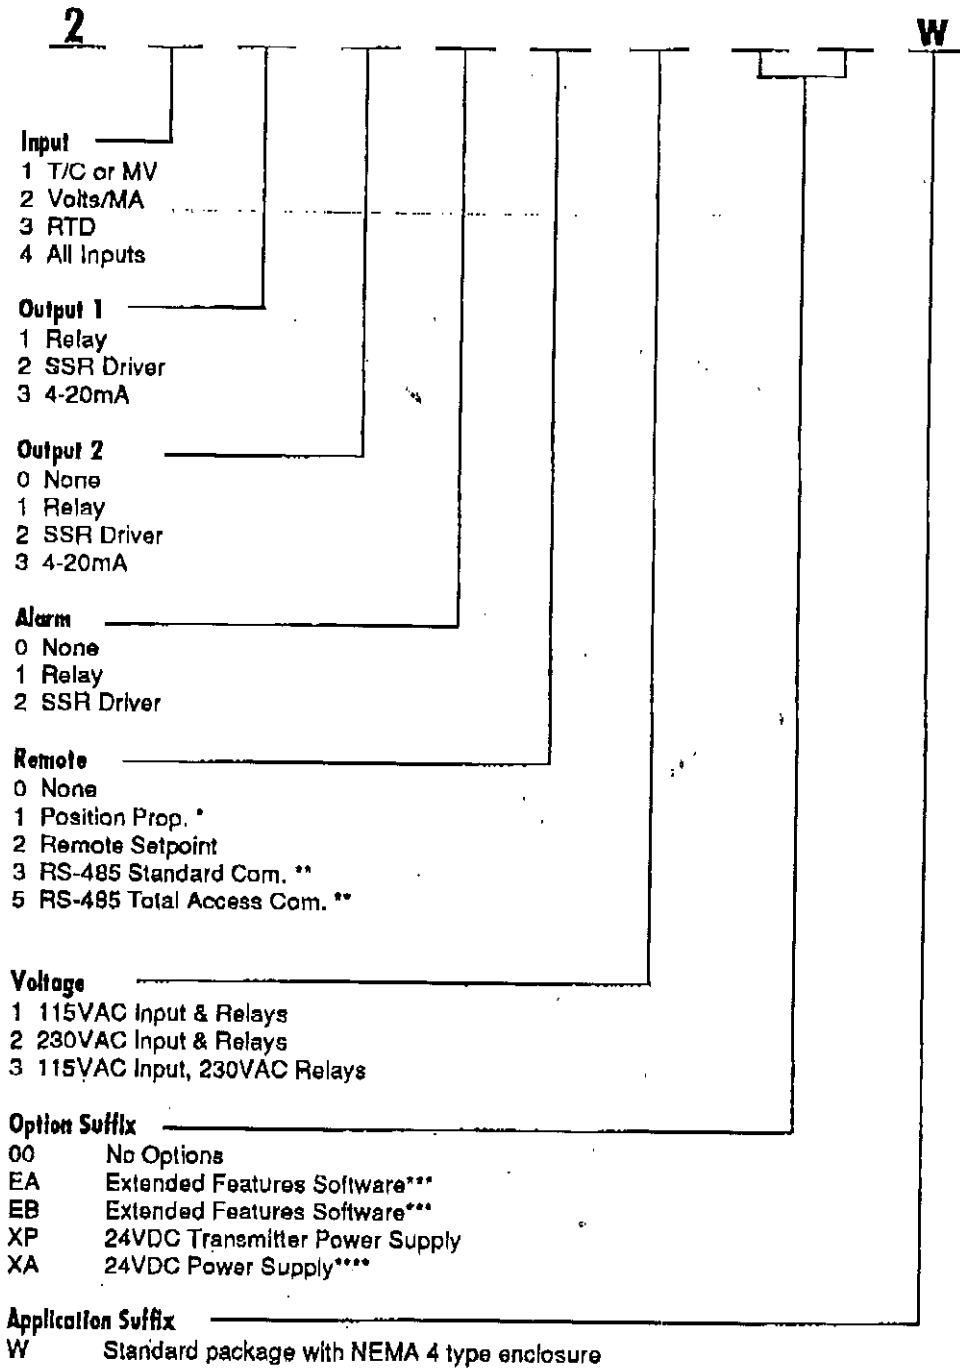 2 W
Input
1 T/C or MV
2 Volts/MA
3 RTD
4 All Inputs
Output 1
1 Relay
2 SSR Driver
3 4-20mA
Output 2
0 None
1 Relay
2 SSR Driver
3 4-20mA
Alarm
0 None
1 Relay
2 SSR Driver
Remote
0 None
1 Position Prop. *
2 Remote Setpoint
3 RS-485 Standard Com. **
5 RS-485 Total Access Com. **
Voltage
1 115VAC Input & Relays
2 230VAC Input & Relays
3 115VAC Input, 230VAC Relays
Option Suffix
00 No Options
EA Extended Features Software***
EB Extended Features Software***
XP 24VDC Transmitter Power Supply
XA 24VDC Power Supply****
Application Suffix
W Standard package with NEMA 4 type enclosure